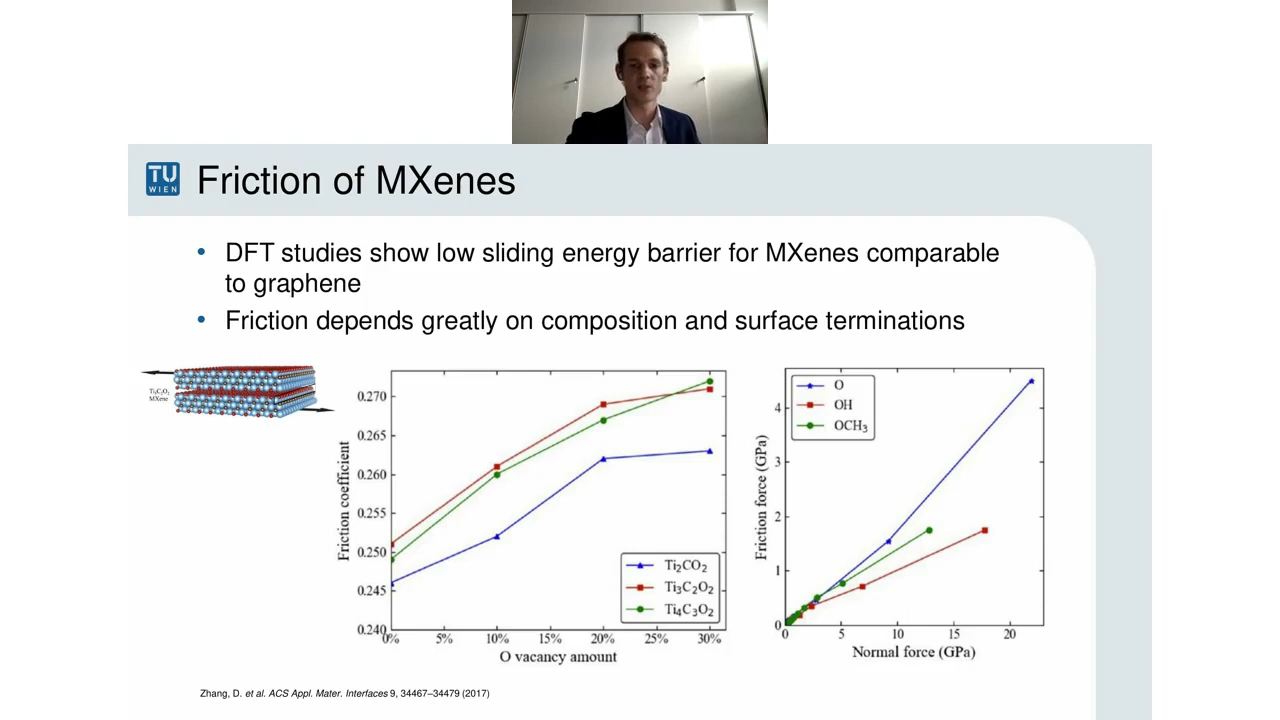 TU
WIEN
Friction of MXenes
• DFT studies show low sliding energy barrier for MXenes comparable
to graphene
• Friction depends greatly on composition and surface terminations
Ti₃C₂O₂
MXene
Friction coefficient
0.270
0.265
0.260
0.255
0.250
0.245
0.240
0% 5% 10% 15% 20% 25% 30%
O vacancy amount
Ti₂CO₂
Ti₃C₂O₂
Ti₄C₃O₂
Friction force (GPa)
4
3
2
1
0
0 5 10 15 20
Normal force (GPa)
O
OH
OCH₃
Zhang, D. et al. ACS Appl. Mater. Interfaces 9, 34467–34479 (2017)